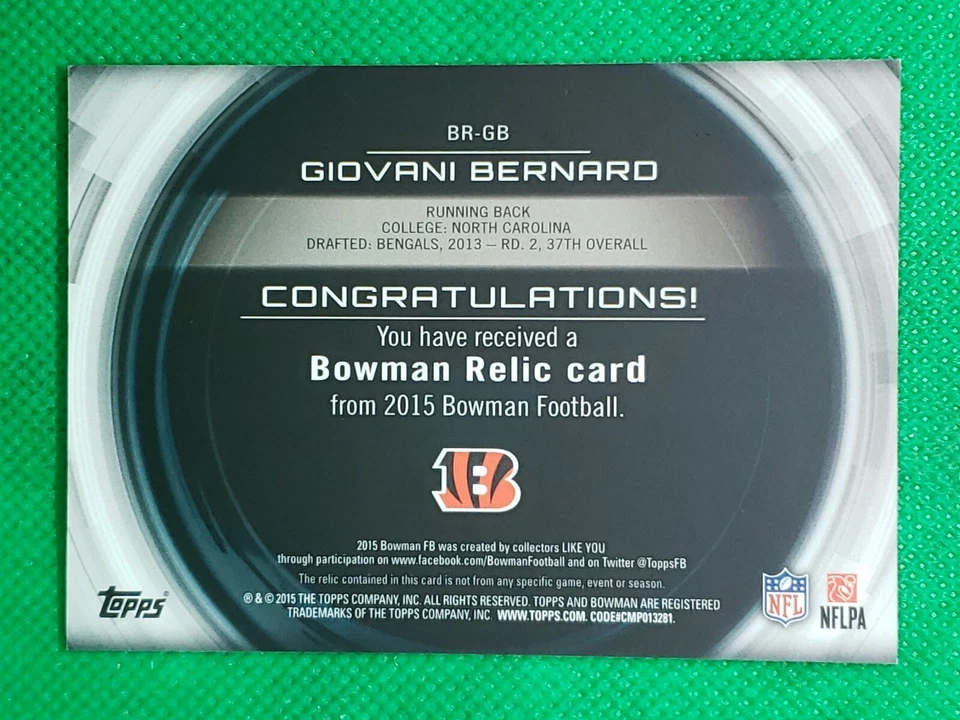 BR-GB
GIOVANI BERNARD
RUNNING BACK
COLLEGE: NORTH CAROLINA
DRAFTED: BENGALS, 2013 — RD. 2, 37TH OVERALL
CONGRATULATIONS!
You have received a
Bowman Relic card
from 2015 Bowman Football.
B
2015 Bowman FB was created by collectors LIKE YOU
through participation on www.facebook.com/BowmanFootball and on Twitter @ToppsFB
The relic contained in this card is not from any specific game, event or season.
® & © 2015 THE TOPPS COMPANY, INC. ALL RIGHTS RESERVED. TOPPS AND BOWMAN ARE REGISTERED
TRADEMARKS OF THE TOPPS COMPANY, INC. WWW.TOPPS.COM. CODE#CMP013281.
topps®
NFL
NFLPA